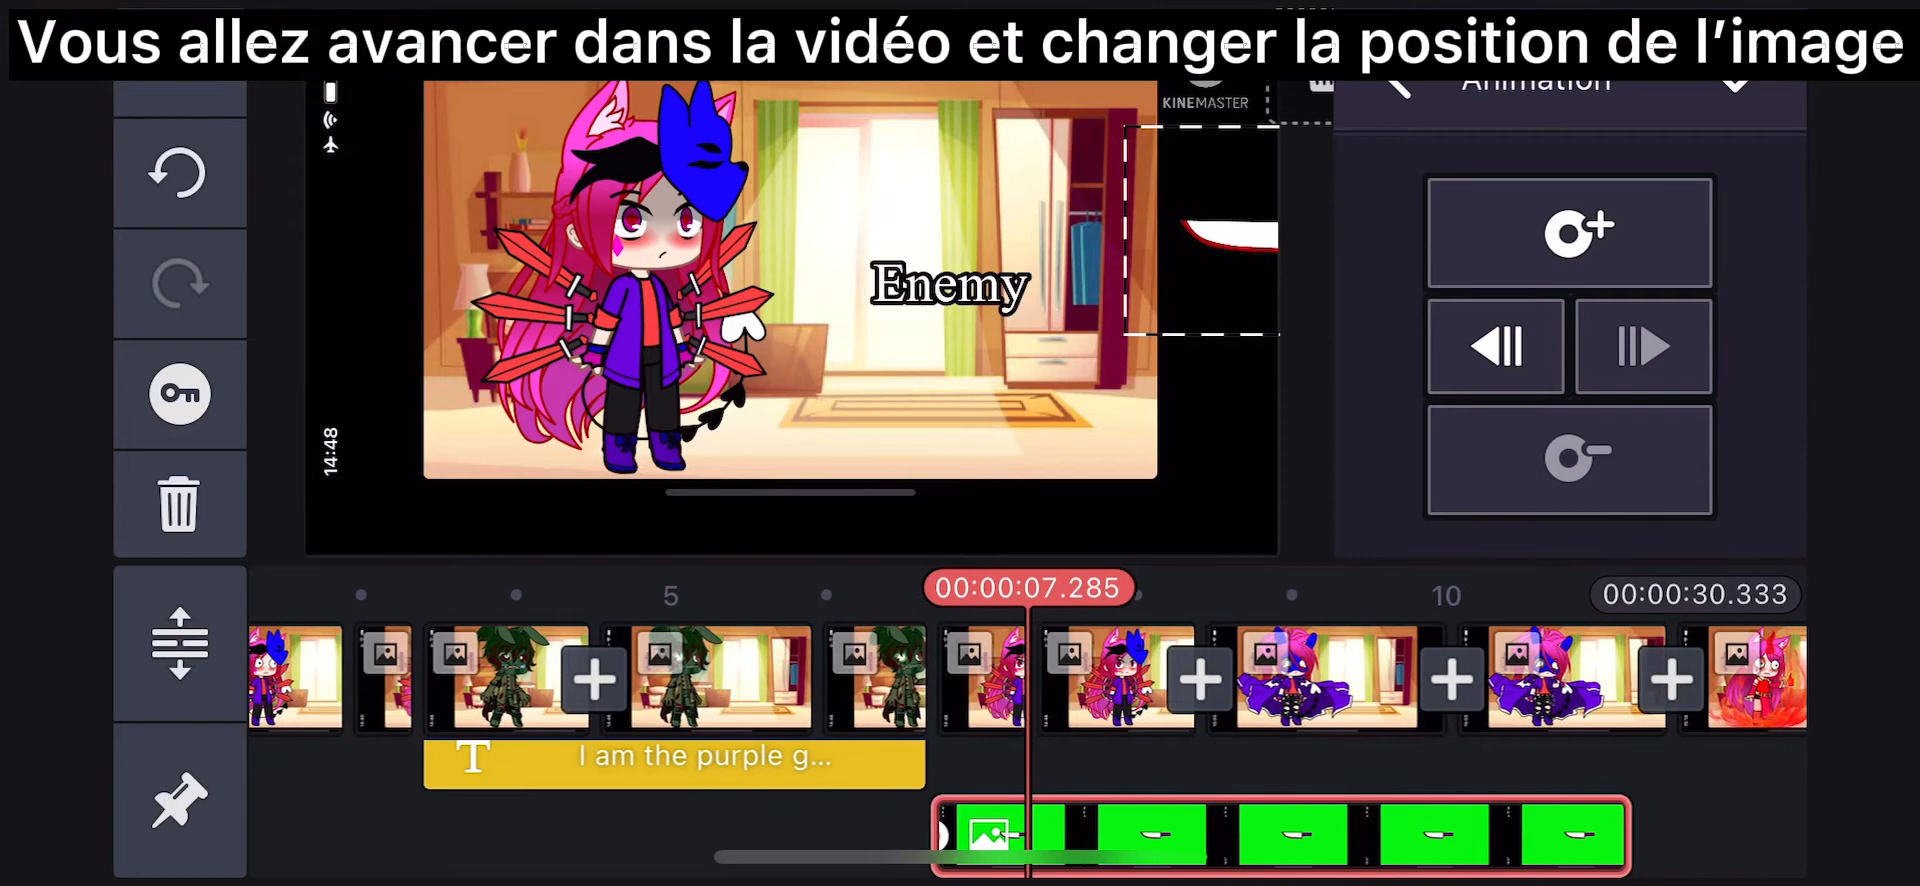 Vous allez avancer dans la vidéo et changer la position de l’image
KINEMASTER
Animation
Enemy
14:48
00:00:07.285
5
10
00:00:30.333
T
I am the purple g...